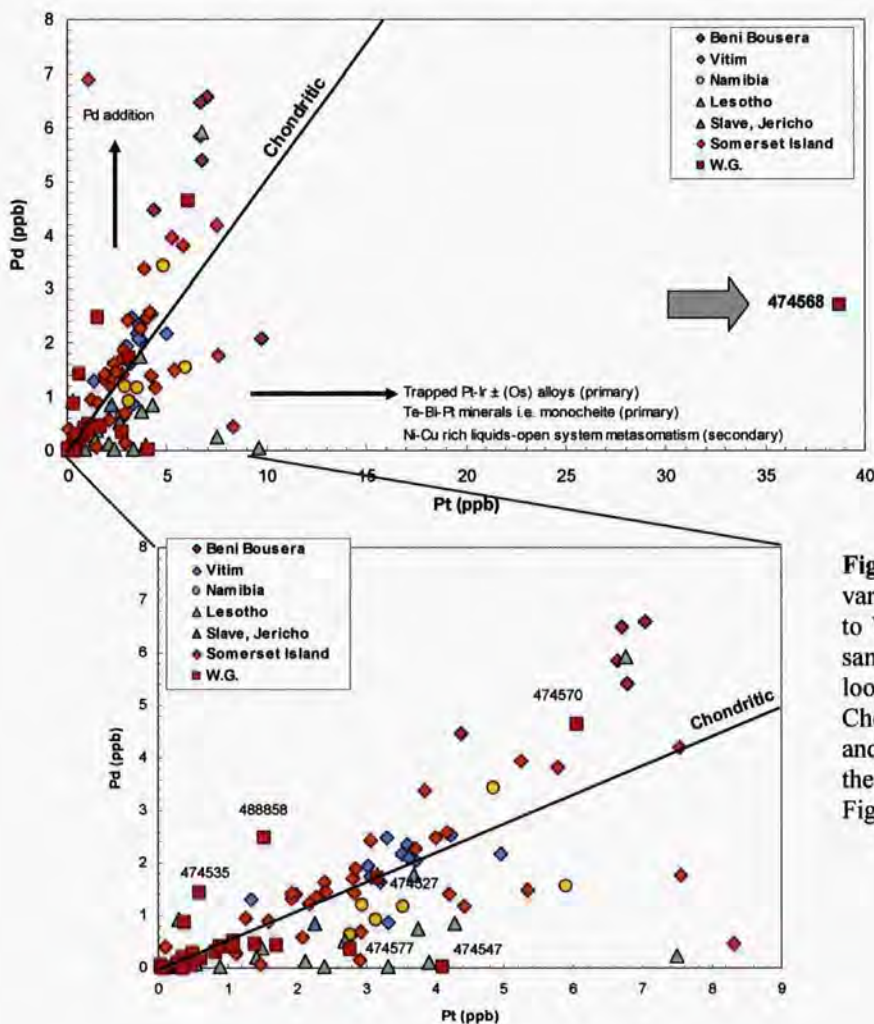 8
7
6
5
4
3
2
1
0
Pd (ppb)
Pd addition
Chondritic
Beni Bousera
Vitim
Namibia
Lesotho
Slave, Jericho
Somerset Island
W.G.
474568
Trapped Pt-Ir ± (Os) alloys (primary)
Te-Bi-Pt minerals i.e. moncheite (primary)
Ni-Cu rich liquids-open system metasomatism (secondary)
0 5 10 15 20 25 30 35 40
Pt (ppb)
8
7
6
5
4
3
2
1
0
Pd (ppb)
Beni Bousera
Vitim
Namibia
Lesotho
Slave, Jericho
Somerset Island
W.G.
474570
Chondritic
488858
474535
474527
474577
474547
0 1 2 3 4 5 6 7 8 9
Pt (ppb)
Fig
var
to
san
loo
Ch
and
the
Fig